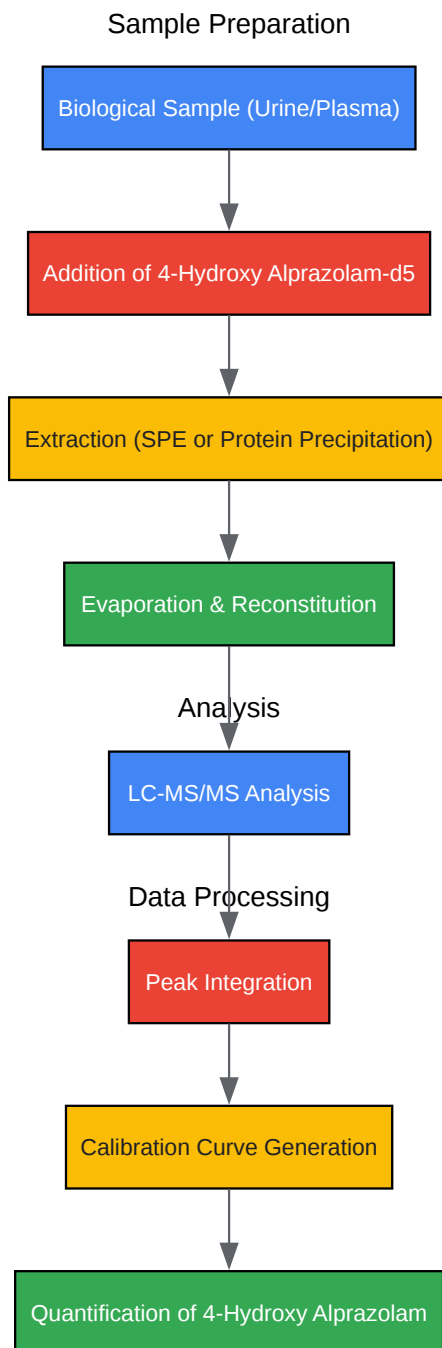 Sample Preparation
Biological Sample (Urine/Plasma)
Addition of 4-Hydroxy Alprazolam-d5
Extraction (SPE or Protein Precipitation)
Evaporation & Reconstitution
Analysis
LC-MS/MS Analysis
Data Processing
Peak Integration
Calibration Curve Generation
Quantification of 4-Hydroxy Alprazolam